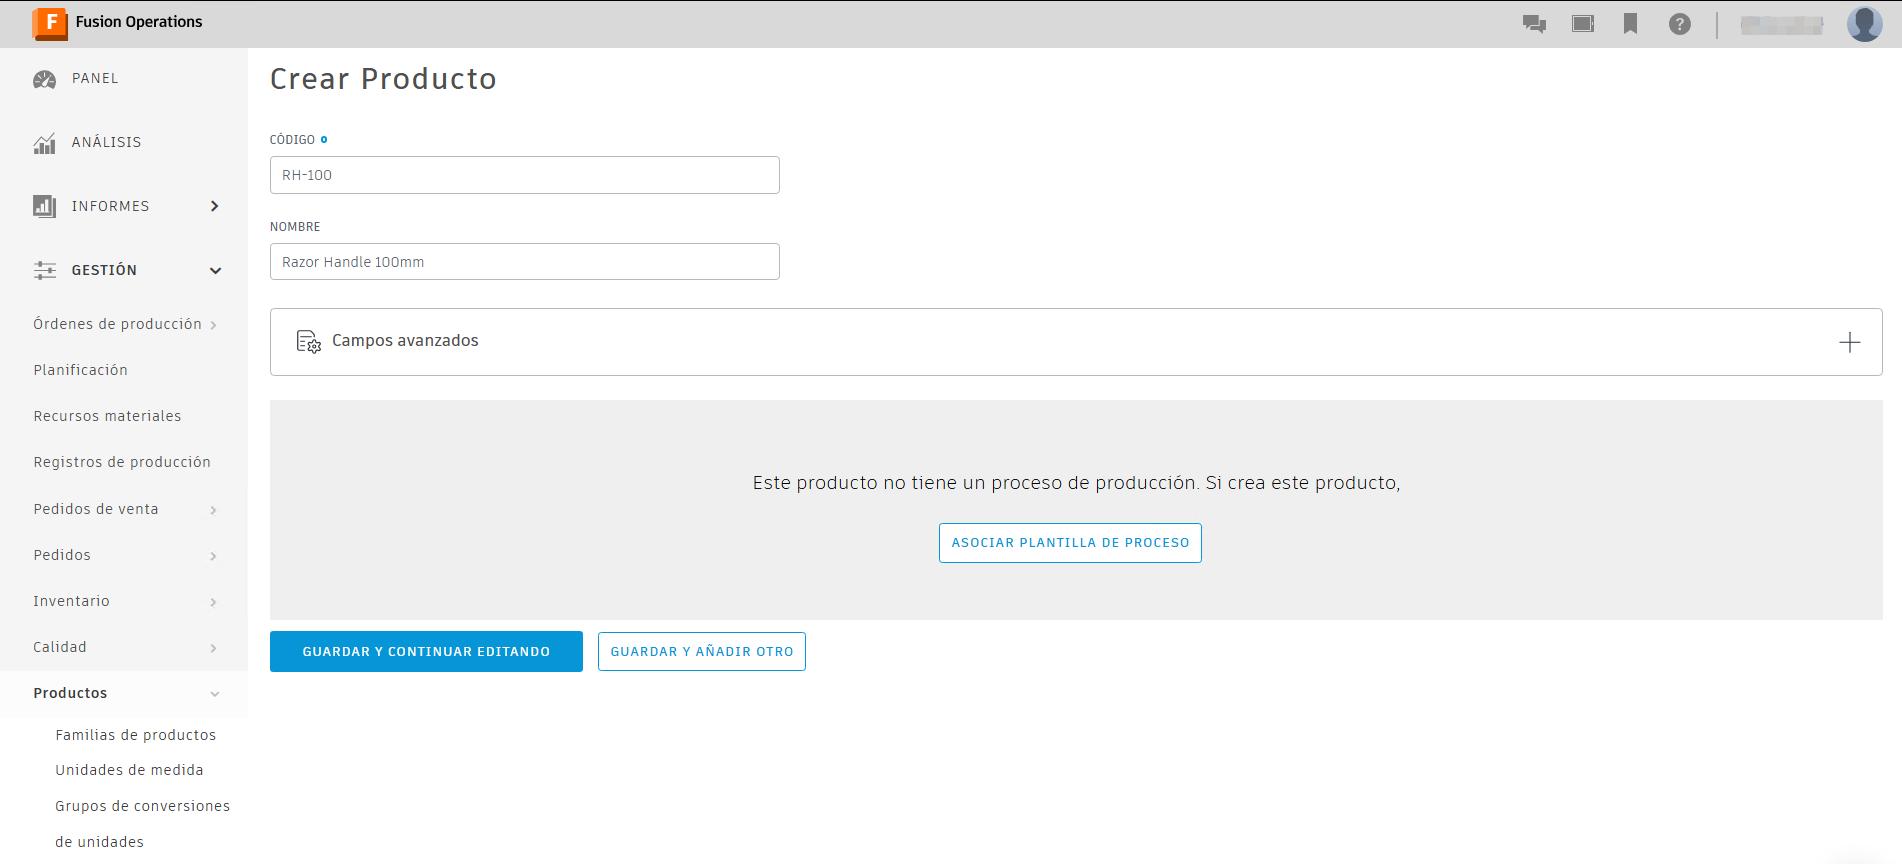 F Fusion Operations
?
PANEL
ANÁLISIS
INFORMES
GESTIÓN
Órdenes de producción
Planificación
Recursos materiales
Registros de producción
Pedidos de venta
Pedidos
Inventario
Calidad
Productos
Familias de productos
Unidades de medida
Grupos de conversiones
de unidades
Crear Producto
CÓDIGO
RH-100
NOMBRE
Razor Handle 100mm
Campos avanzados
Este producto no tiene un proceso de producción. Si crea este producto,
ASOCIAR PLANTILLA DE PROCESO
GUARDAR Y CONTINUAR EDITANDO
GUARDAR Y AÑADIR OTRO